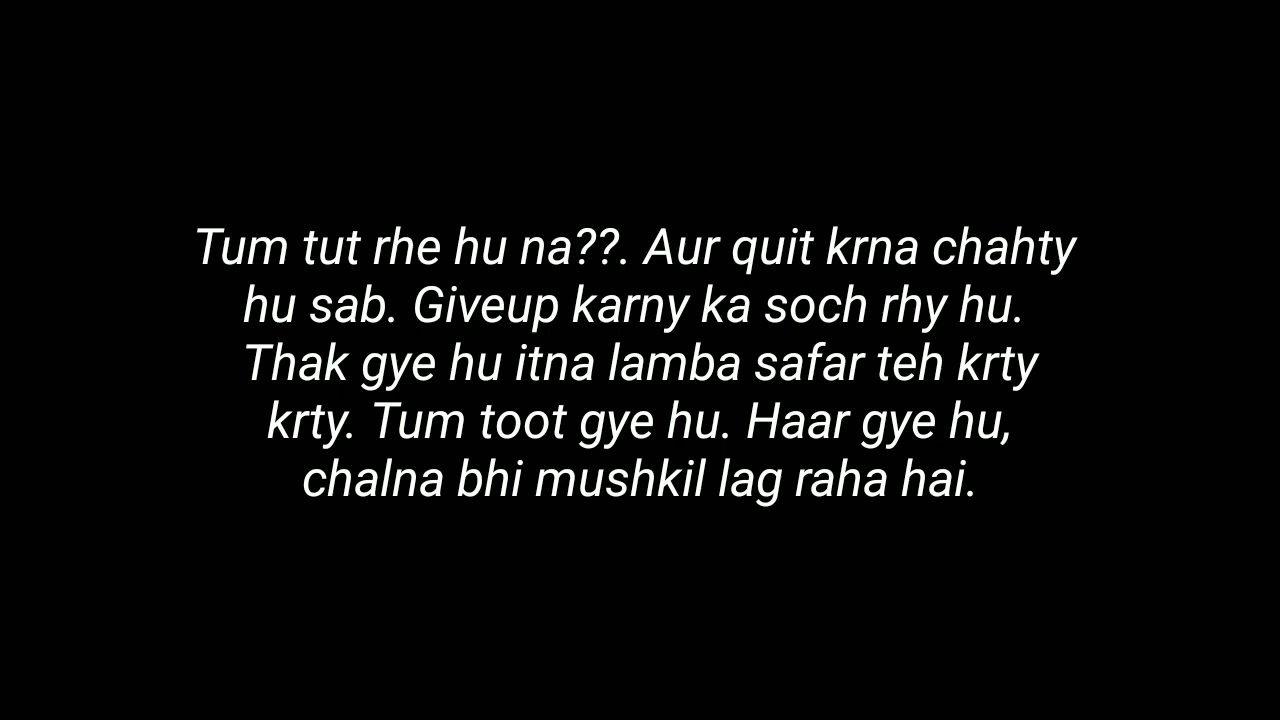 Tum tut rhe hu na??. Aur quit krna chahty
hu sab. Giveup karny ka soch rhy hu.
Thak gye hu itna lamba safar teh krty
krty. Tum toot gye hu. Haar gye hu,
chalna bhi mushkil lag raha hai.